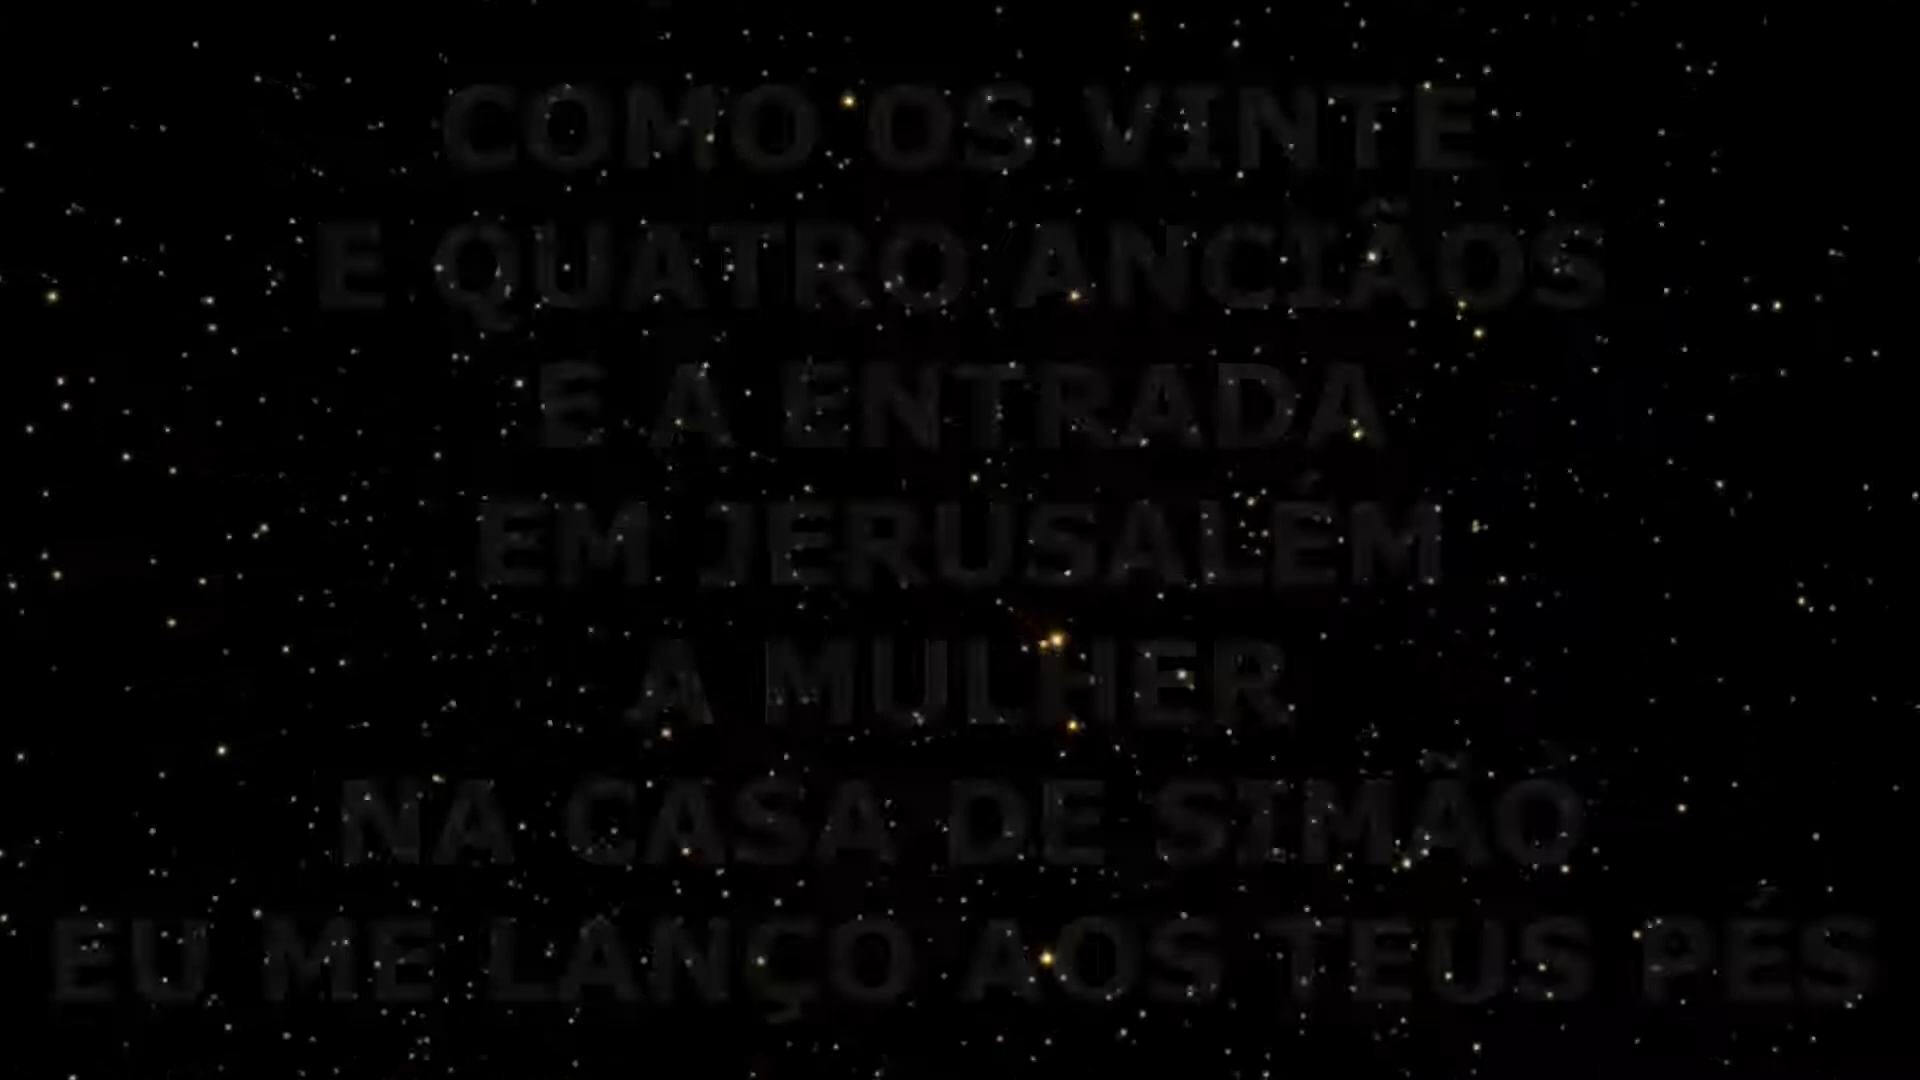 COMO OS VINTE
E QUATRO ANCIÃOS
E A ENTRADA
EM JERUSALÉM
A MULHER
NA CASA DE SIMÃO
EU ME LANÇO AOS TEUS PÉS